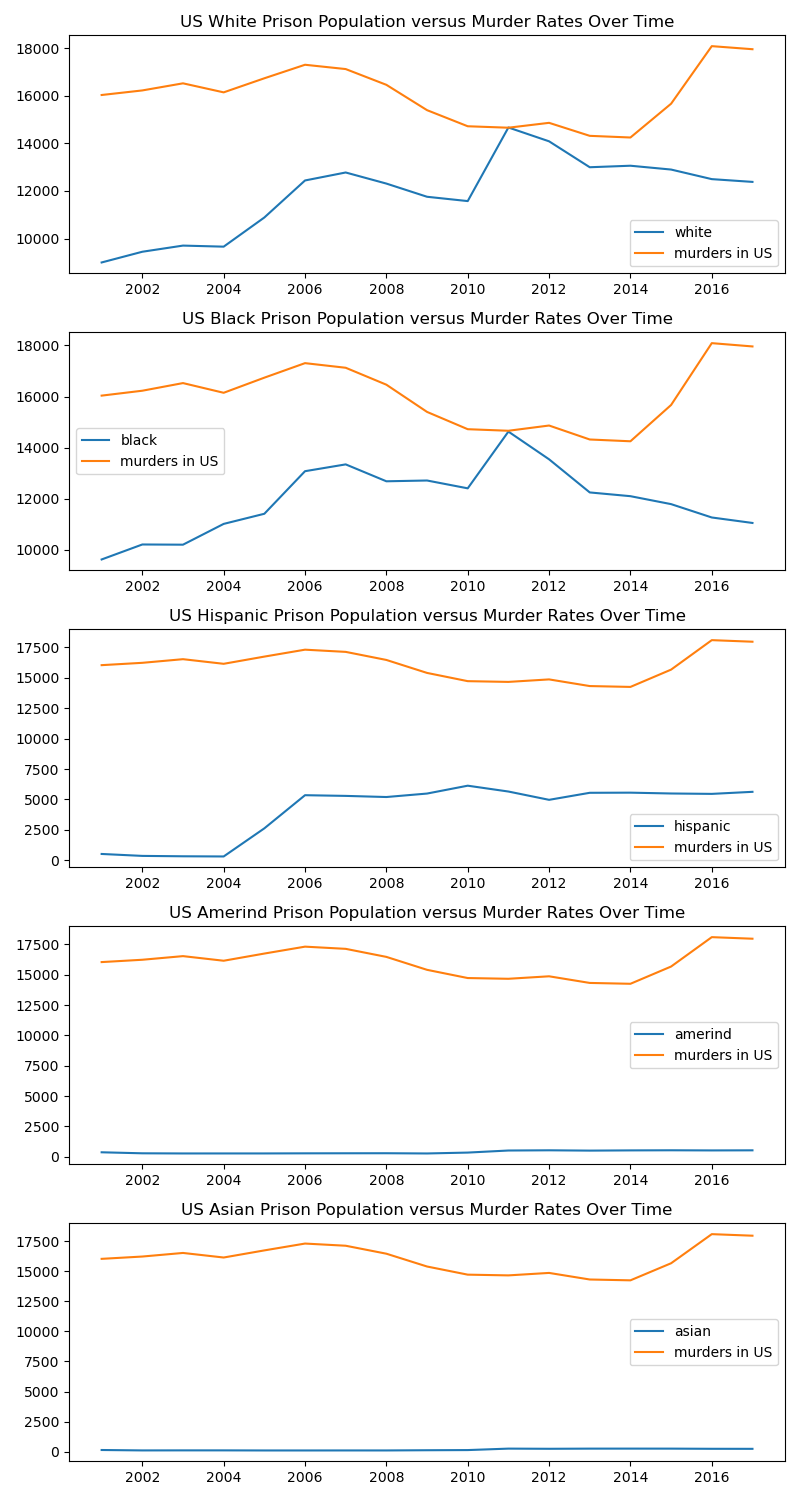 US White Prison Population versus Murder Rates Over Time
18000
16000
14000
12000
10000
white
murders in US
2002 2004 2006 2008 2010 2012 2014 2016
US Black Prison Population versus Murder Rates Over Time
18000
16000
14000
12000
10000
black
murders in US
2002 2004 2006 2008 2010 2012 2014 2016
US Hispanic Prison Population versus Murder Rates Over Time
17500
15000
12500
10000
7500
5000
2500
0
hispanic
murders in US
2002 2004 2006 2008 2010 2012 2014 2016
US Amerind Prison Population versus Murder Rates Over Time
17500
15000
12500
10000
7500
5000
2500
0
amerind
murders in US
2002 2004 2006 2008 2010 2012 2014 2016
US Asian Prison Population versus Murder Rates Over Time
17500
15000
12500
10000
7500
5000
2500
0
asian
murders in US
2002 2004 2006 2008 2010 2012 2014 2016